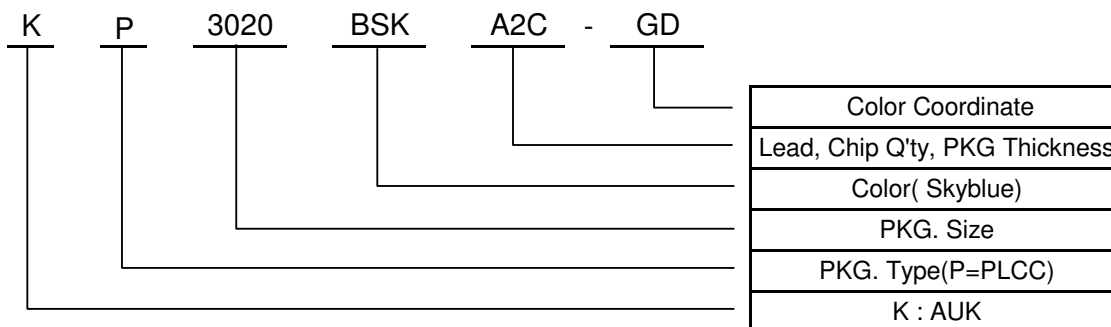 K P 3020 BSK A2C - GD
Color Coordinate
Lead, Chip Q'ty, PKG Thickness
Color( Skyblue)
PKG. Size
PKG. Type(P=PLCC)
K : AUK